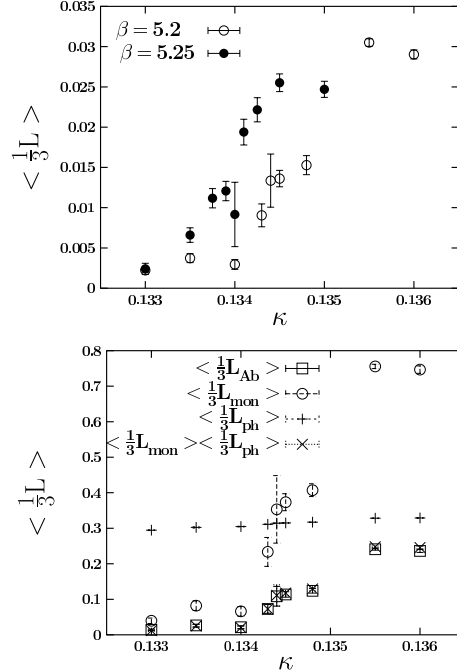 0.035
β = 5.2
0.03
β = 5.25
0.025
0.02
< 1/3 L >
0.015
0.01
0.005
0
0.133 0.134 0.135 0.136
κ
0.8
< 1/3 L_Ab >
0.7
< 1/3 L_mon >
0.6
< 1/3 L_ph >
< 1/3 L_mon >< 1/3 L_ph >
0.5
< 1/3 L >
0.4
0.3
0.2
0.1
0
0.133 0.134 0.135 0.136
κ